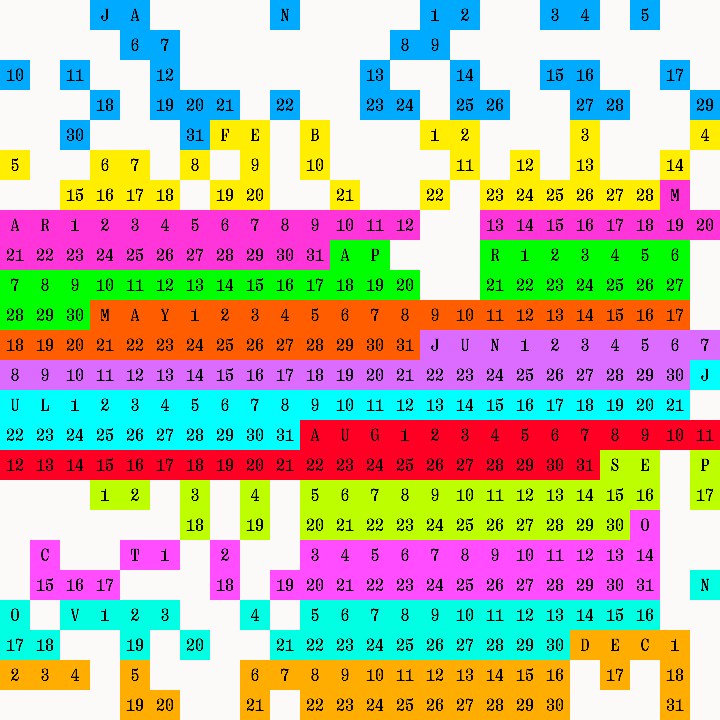 J A N 1 2 3 4 5
6 7 8 9
10 11 12 13 14 15 16 17
18 19 20 21 22 23 24 25 26 27 28 29
30 31 F E B 1 2 3 4
5 6 7 8 9 10 11 12 13 14
15 16 17 18 19 20 21 22 23 24 25 26 27 28 M
A R 1 2 3 4 5 6 7 8 9 10 11 12 13 14 15 16 17 18 19 20
21 22 23 24 25 26 27 28 29 30 31 A P R 1 2 3 4 5 6
7 8 9 10 11 12 13 14 15 16 17 18 19 20 21 22 23 24 25 26 27
28 29 30 M A Y 1 2 3 4 5 6 7 8 9 10 11 12 13 14 15 16 17
18 19 20 21 22 23 24 25 26 27 28 29 30 31 J U N 1 2 3 4 5 6 7
8 9 10 11 12 13 14 15 16 17 18 19 20 21 22 23 24 25 26 27 28 29 30 J
U L 1 2 3 4 5 6 7 8 9 10 11 12 13 14 15 16 17 18 19 20 21
22 23 24 25 26 27 28 29 30 31 A U G 1 2 3 4 5 6 7 8 9 10 11
12 13 14 15 16 17 18 19 20 21 22 23 24 25 26 27 28 29 30 31 S E P
1 2 3 4 5 6 7 8 9 10 11 12 13 14 15 16 17
18 19 20 21 22 23 24 25 26 27 28 29 30 O
C T 1 2 3 4 5 6 7 8 9 10 11 12 13 14
15 16 17 18 19 20 21 22 23 24 25 26 27 28 29 30 31 N
O V 1 2 3 4 5 6 7 8 9 10 11 12 13 14 15 16
17 18 19 20 21 22 23 24 25 26 27 28 29 30 D E C 1
2 3 4 5 6 7 8 9 10 11 12 13 14 15 16 17 18
19 20 21 22 23 24 25 26 27 28 29 30 31